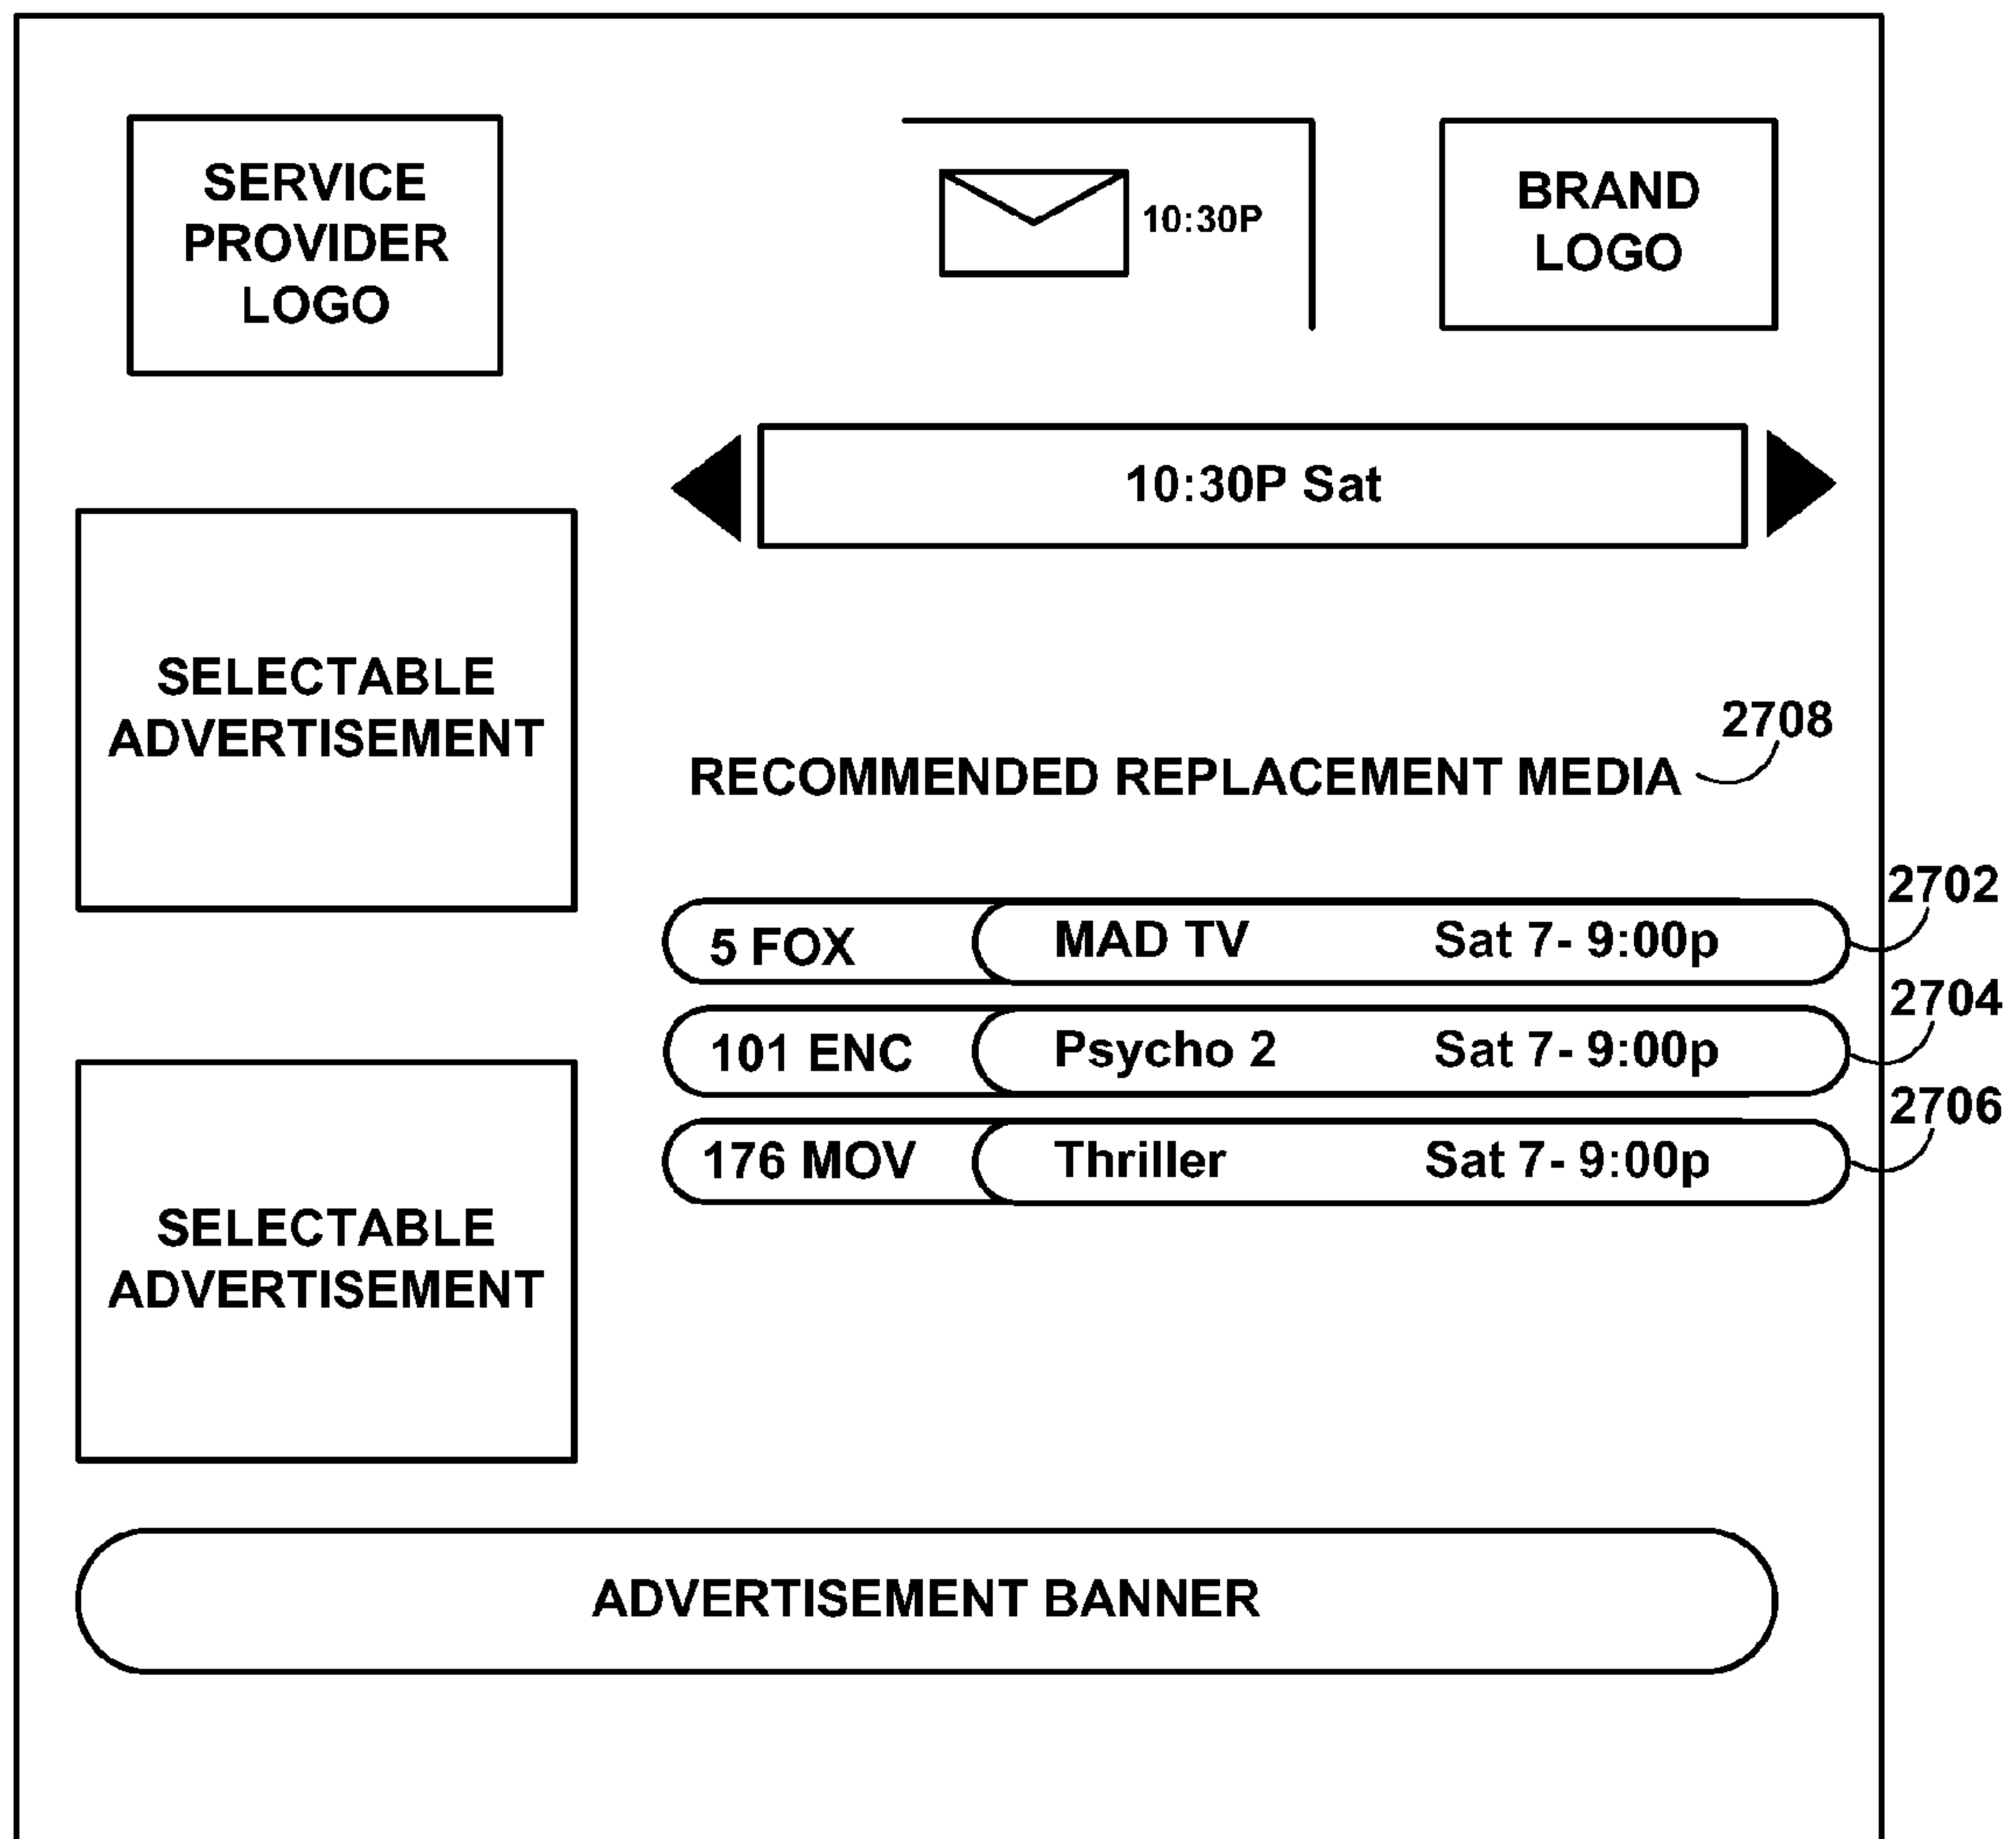 SERVICE
PROVIDER
LOGO
10:30P
BRAND
LOGO
10:30P Sat
SELECTABLE
ADVERTISEMENT
2708
RECOMMENDED REPLACEMENT MEDIA
2702
5 FOX MAD TV Sat 7- 9:00p
2704
101 ENC Psycho 2 Sat 7- 9:00p
2706
176 MOV Thriller Sat 7- 9:00p
SELECTABLE
ADVERTISEMENT
ADVERTISEMENT BANNER